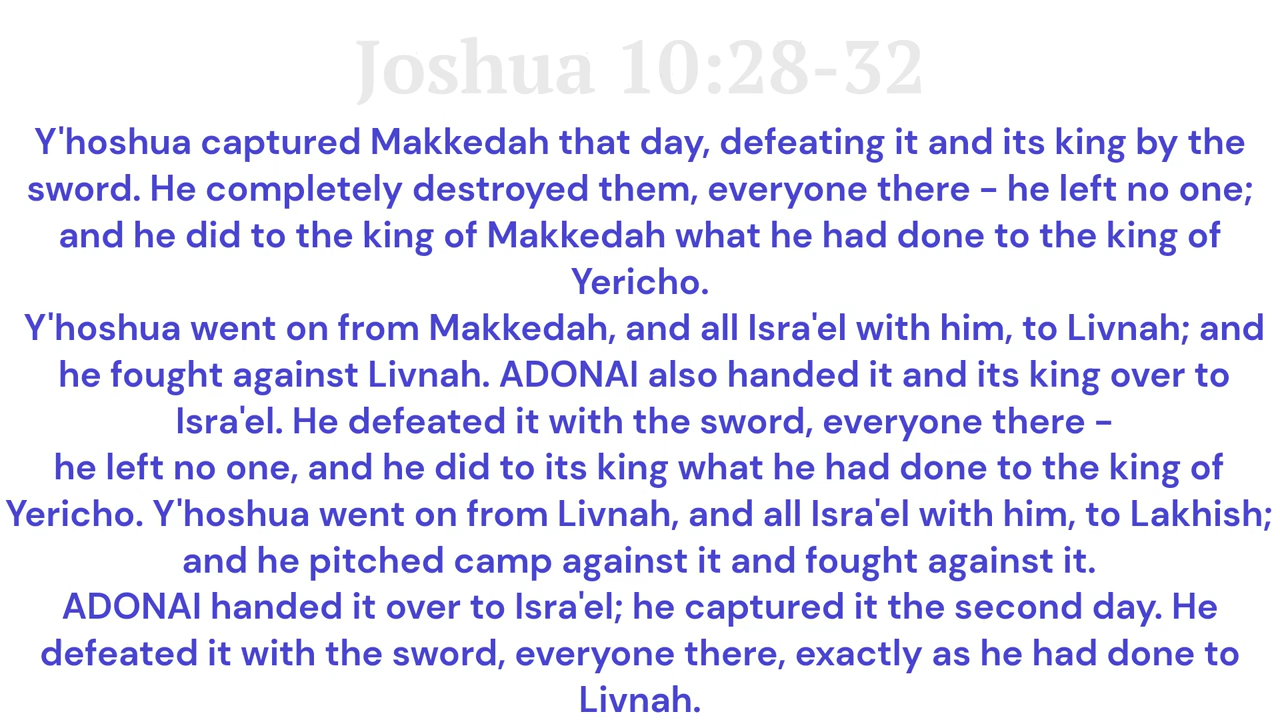 Joshua 10:28-32
Y'hoshua captured Makkedah that day, defeating it and its king by the
sword. He completely destroyed them, everyone there – he left no one;
and he did to the king of Makkedah what he had done to the king of
Yericho.
Y'hoshua went on from Makkedah, and all Isra'el with him, to Livnah; and
he fought against Livnah. ADONAI also handed it and its king over to
Isra'el. He defeated it with the sword, everyone there –
he left no one, and he did to its king what he had done to the king of
Yericho. Y'hoshua went on from Livnah, and all Isra'el with him, to Lakhish;
and he pitched camp against it and fought against it.
ADONAI handed it over to Isra'el; he captured it the second day. He
defeated it with the sword, everyone there, exactly as he had done to
Livnah.